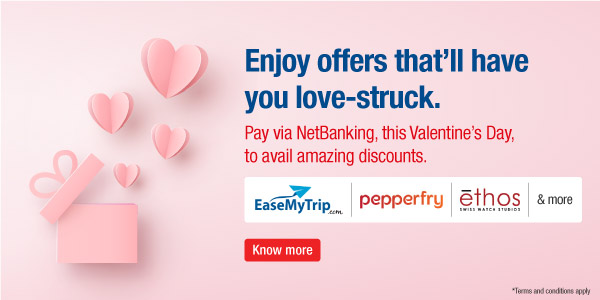 Enjoy offers that'll have
you love-struck.
Pay via NetBanking, this Valentine's Day,
to avail amazing discounts.
EaseMyTrip.com
pepperfry
ēthos
SWISS WATCH STUDIOS
& more
Know more
*Terms and conditions apply